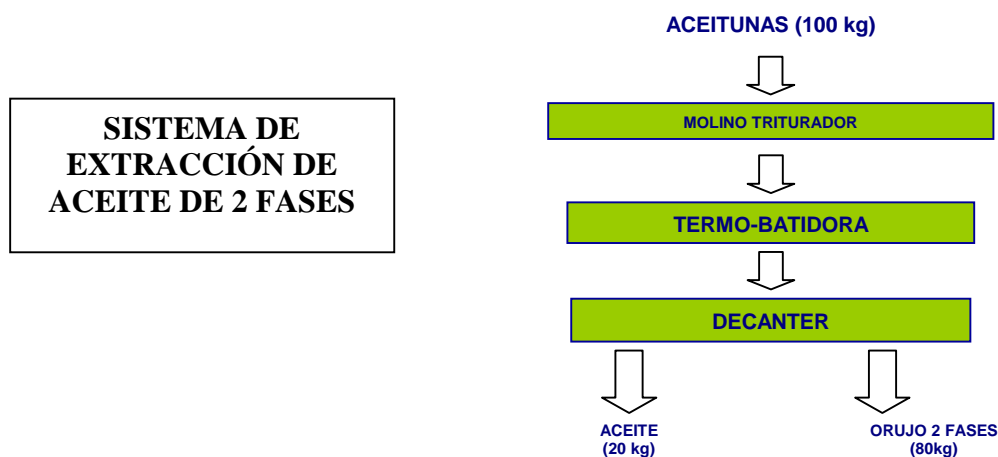 SISTEMA DE
EXTRACCIÓN DE
ACEITE DE 2 FASES
ACEITUNAS (100 kg)
MOLINO TRITURADOR
TERMO-BATIDORA
DECANTER
ACEITE
(20 kg)
ORUJO 2 FASES
(80kg)